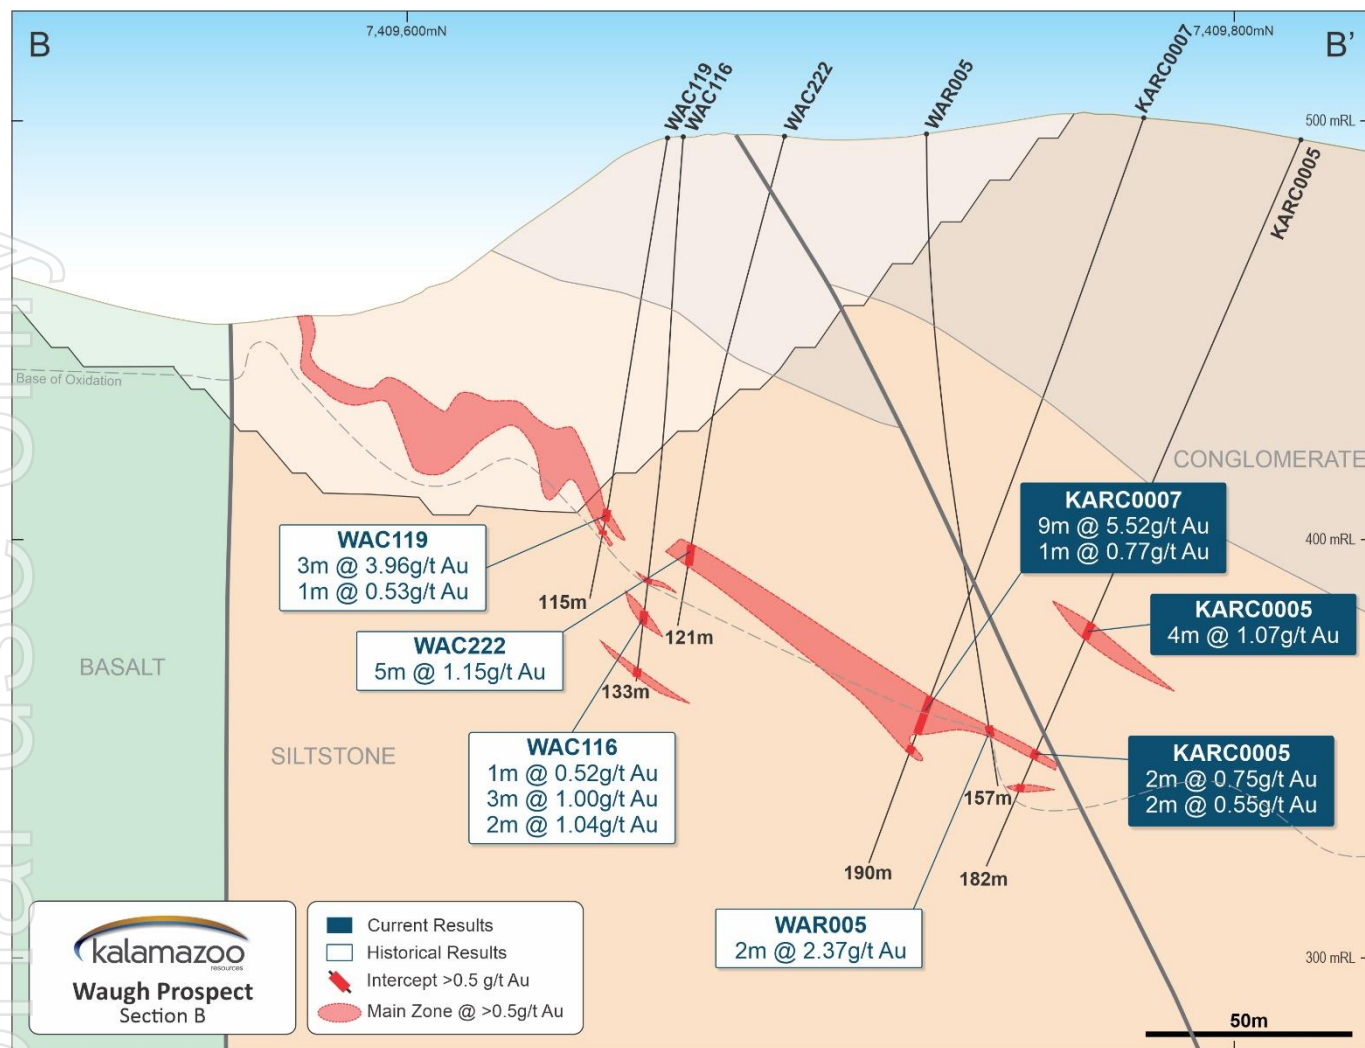 B
7,409,600mN
7,409,800mN
B'
WAC119
WAC116
WAC222
WAR005
KARC0007
KARC0005
500 mRL
Base of Oxidation
CONGLOMERATE
KARC0007
9m @ 5.52g/t Au
1m @ 0.77g/t Au
WAC119
3m @ 3.96g/t Au
1m @ 0.53g/t Au
400 mRL
115m
KARC0005
4m @ 1.07g/t Au
121m
WAC222
5m @ 1.15g/t Au
BASALT
133m
SILTSTONE
WAC116
1m @ 0.52g/t Au
3m @ 1.00g/t Au
2m @ 1.04g/t Au
KARC0005
2m @ 0.75g/t Au
2m @ 0.55g/t Au
157m
190m
182m
WAR005
2m @ 2.37g/t Au
300 mRL
kalamazoo
resources
Waugh Prospect
Section B
Current Results
Historical Results
Intercept >0.5 g/t Au
Main Zone @ >0.5g/t Au
50m